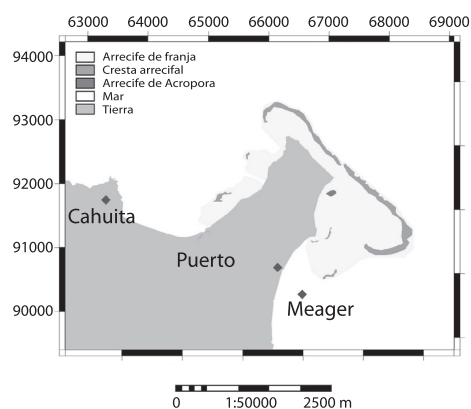 63000 64000 65000 66000 67000 68000 69000
94000
Arrecife de franja
Cresta arrecifal
Arrecife de Acropora
Mar
Tierra
93000
92000
Cahuita
91000
Puerto
90000
Meager
0 1:50000 2500 m